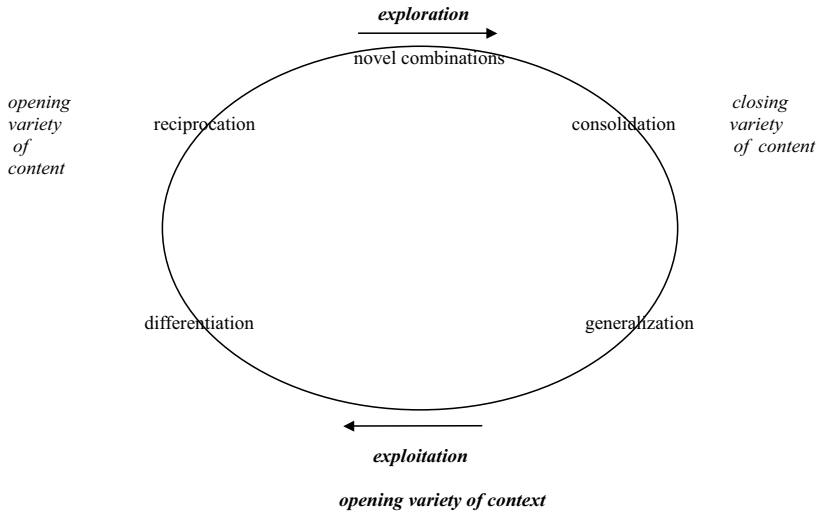 exploration
novel combinations
opening
variety
of
content
reciprocation
consolidation
closing
variety
of content
differentiation
generalization
exploitation
opening variety of context